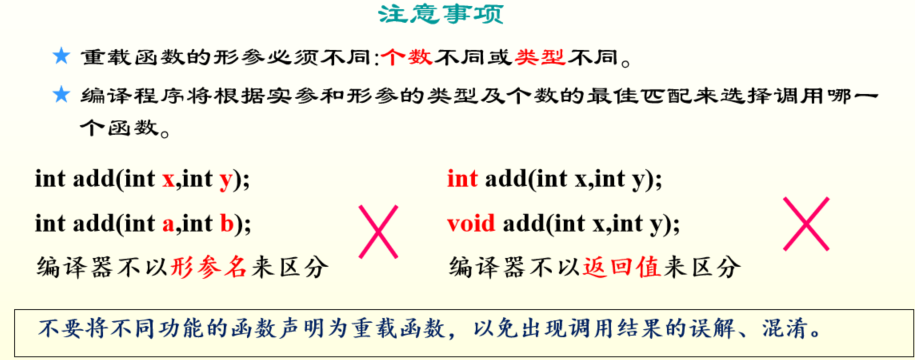 注意事项
★ 重载函数的形参必须不同:个数不同或类型不同。
★ 编译程序将根据实参和形参的类型及个数的最佳匹配来选择调用哪一
个函数。
int add(int x,int y);
int add(int a,int b);
编译器不以形参名来区分
int add(int x,int y);
void add(int x,int y);
编译器不以返回值来区分
不要将不同功能的函数声明为重载函数，以免出现调用结果的误解、混淆。